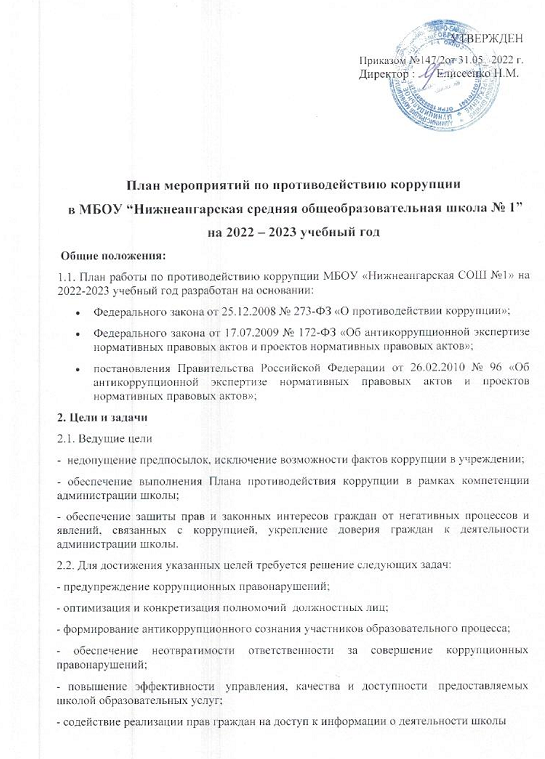 УТВЕРЖДЕН
Приказом №147/2от 31.05. 2022 г.
Директор : Елисеенко Н.М.
План мероприятий по противодействию коррупции
в МБОУ “Нижнеангарская средняя общеобразовательная школа № 1”
на 2022 – 2023 учебный год
Общие положения:
1.1. План работы по противодействию коррупции МБОУ «Нижнеангарская СОШ №1» на
2022-2023 учебный год разработан на основании:
• Федерального закона от 25.12.2008 № 273-ФЗ «О противодействии коррупции»;
• Федерального закона от 17.07.2009 № 172-ФЗ «Об антикоррупционной экспертизе
нормативных правовых актов и проектов нормативных правовых актов»;
• постановления Правительства Российской Федерации от 26.02.2010 № 96 «Об
антикоррупционной экспертизе нормативных правовых актов и проектов
нормативных правовых актов»;
2. Цели и задачи
2.1. Ведущие цели
- недопущение предпосылок, исключение возможности фактов коррупции в учреждении;
- обеспечение выполнения Плана противодействия коррупции в рамках компетенции
администрации школы;
- обеспечение защиты прав и законных интересов граждан от негативных процессов и
явлений, связанных с коррупцией, укрепление доверия граждан к деятельности
администрации школы.
2.2. Для достижения указанных целей требуется решение следующих задач:
- предупреждение коррупционных правонарушений;
- оптимизация и конкретизация полномочий должностных лиц;
- формирование антикоррупционного сознания участников образовательного процесса;
- обеспечение неотвратимости ответственности за совершение коррупционных
правонарушений;
- повышение эффективности управления, качества и доступности предоставляемых
школой образовательных услуг;
- содействие реализации прав граждан на доступ к информации о деятельности школы